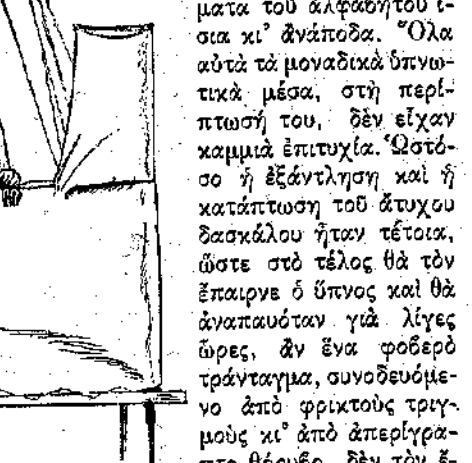 ματα τοῦ ἀλφαβήτου ἴ-
σια κι' ἀνάποδα. Ὅλα
αὐτὰ τὰ μοναδικὰ ὑπνω-
τικὰ μέσα, στὴ περί-
πτωσή του, δὲν εἶχαν
καμμιὰ ἐπιτυχία. Ὡστό-
σο ἡ ἐξάντληση καὶ ἡ
κατάπτωση τοῦ ἄτυχου
δασκάλου ἦταν τέτοια,
ὥστε στὸ τέλος θὰ τὸν
ἔπαιρνε ὁ ὕπνος καὶ θὰ
ἀναπαυόταν γιὰ λίγες
ὧρες, ἂν ἕνα φοβερὸ
τράνταγμα, συνοδευόμε-
νο ἀπὸ φρικτοὺς τριγ-
μοὺς κι' ἀπὸ ἀπερίγρα-
πτο θόρυβο, δὲν τὸν ἔ-